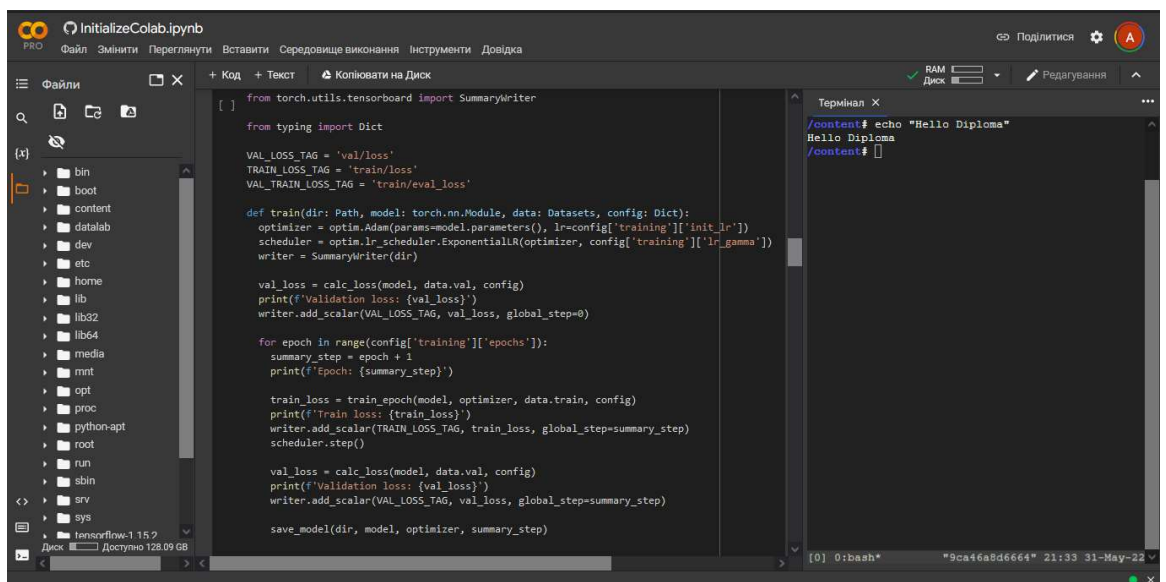 InitializeColab.ipynb
PRO
Файл Змінити Переглянути Вставити Середовище виконання Інструменти Довідка
Поділитися
A
Файли
+ Код + Текст Копіювати на Диск
RAM
Диск
Редагування
{x}
bin
boot
content
datalab
dev
etc
home
lib
lib32
lib64
media
mnt
opt
proc
python-apt
root
run
sbin
srv
sys
tensorflow-1.15.2
Диск Доступно 128.09 GB
[ ]
from torch.utils.tensorboard import SummaryWriter
from typing import Dict
VAL_LOSS_TAG = 'val/loss'
TRAIN_LOSS_TAG = 'train/loss'
VAL_TRAIN_LOSS_TAG = 'train/eval_loss'
def train(dir: Path, model: torch.nn.Module, data: Datasets, config: Dict):
optimizer = optim.Adam(params=model.parameters(), lr=config['training']['init_lr'])
scheduler = optim.lr_scheduler.ExponentialLR(optimizer, config['training']['lr_gamma'])
writer = SummaryWriter(dir)
val_loss = calc_loss(model, data.val, config)
print(f'Validation loss: {val_loss}')
writer.add_scalar(VAL_LOSS_TAG, val_loss, global_step=0)
for epoch in range(config['training']['epochs']):
summary_step = epoch + 1
print(f'Epoch: {summary_step}')
train_loss = train_epoch(model, optimizer, data.train, config)
print(f'Train loss: {train_loss}')
writer.add_scalar(TRAIN_LOSS_TAG, train_loss, global_step=summary_step)
scheduler.step()
val_loss = calc_loss(model, data.val, config)
print(f'Validation loss: {val_loss}')
writer.add_scalar(VAL_LOSS_TAG, val_loss, global_step=summary_step)
save_model(dir, model, optimizer, summary_step)
Термінал
/content# echo "Hello Diploma"
Hello Diploma
/content#
[0] 0:bash* "9ca46a8d6664" 21:33 31-May-22